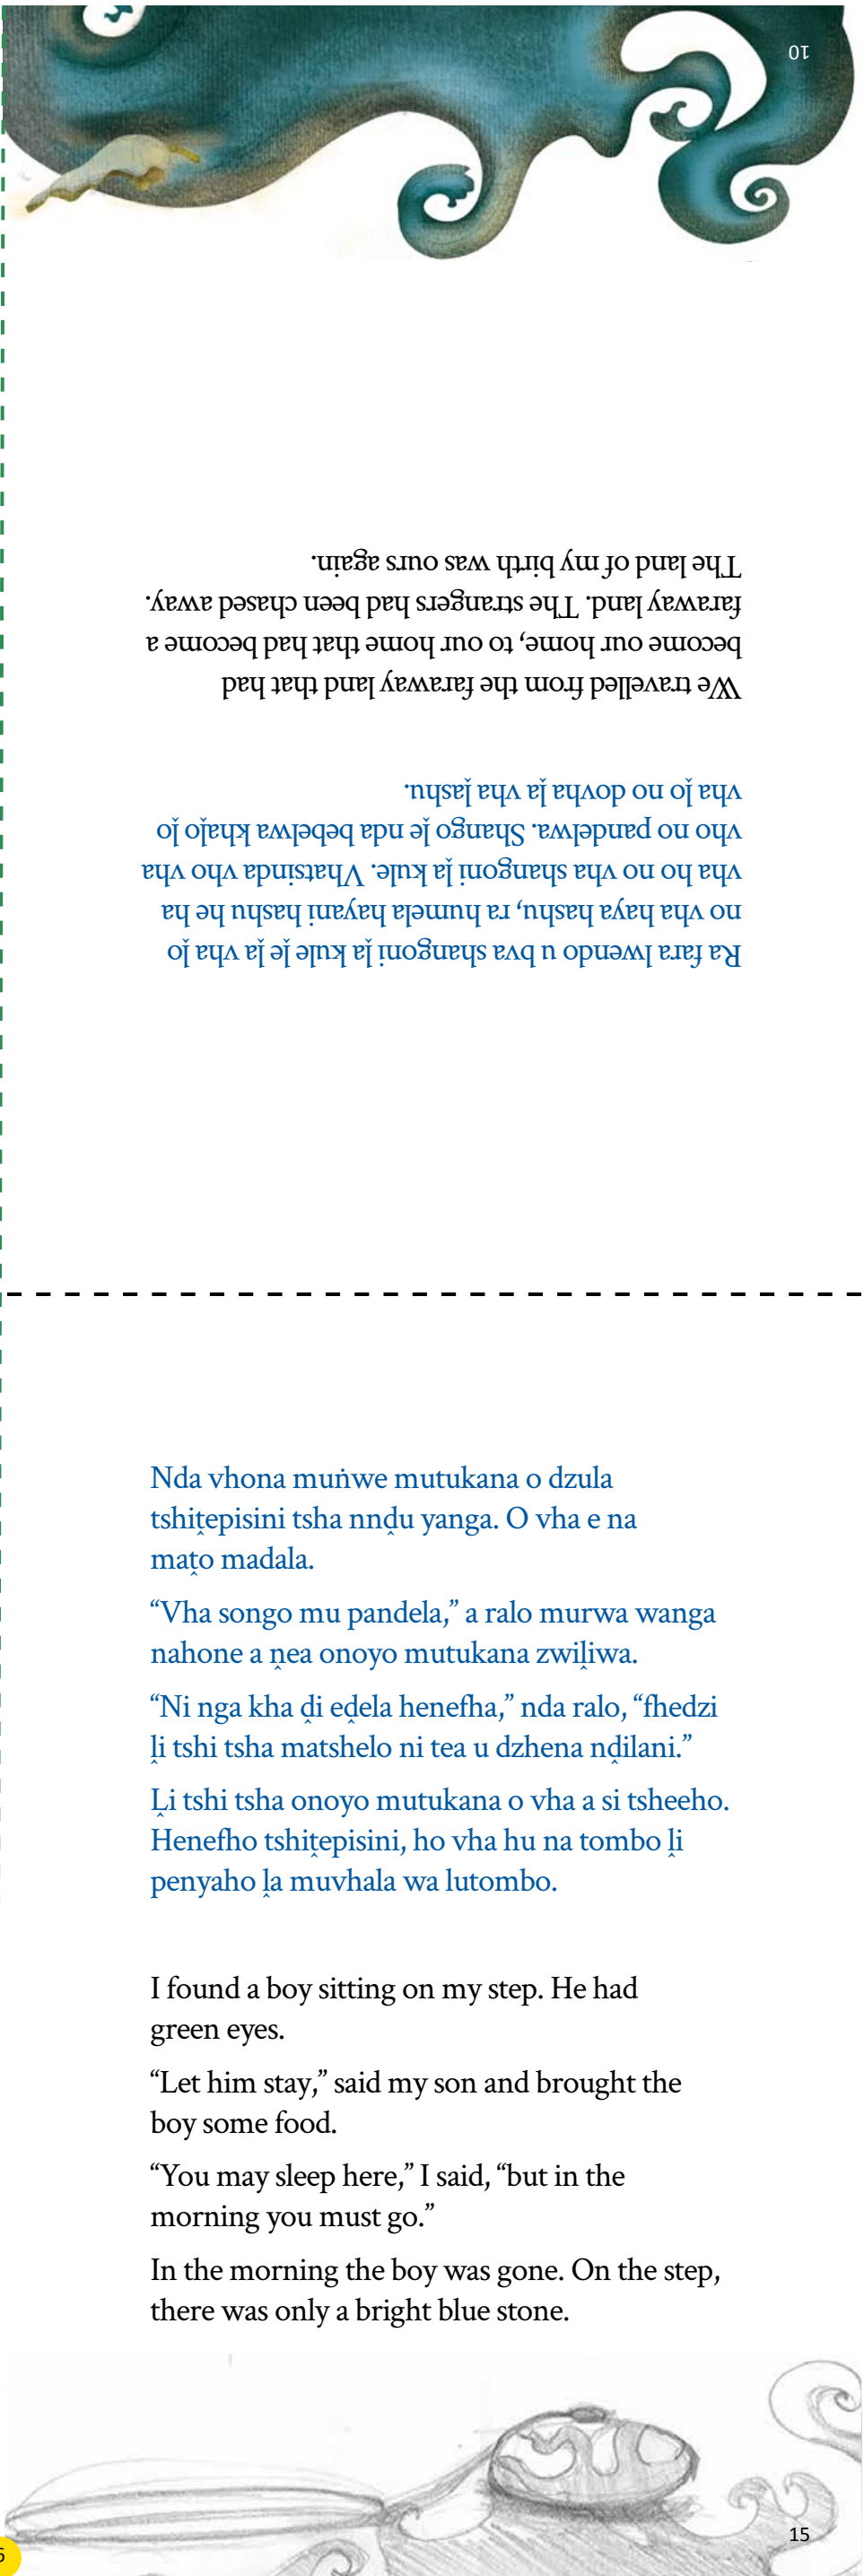 10
Ra fara lwendo u bva shangoni ḽa kule ḽe ḽa vha ḽo
no vha haya hashu, ra humela hayani hashu he ha
vha ho no vha shangoni ḽa kule. Vhatsinda vho vha
vho no pandelwa. Shango ḽe nda bebelwa khaḽo ḽo
vha ḽo no dovha ḽa vha ḽashu.
We travelled from the faraway land that had
become our home, to our home that had become a
faraway land. The strangers had been chased away.
The land of my birth was ours again.
Nda vhona muṅwe mutukana o dzula
tshiṱepisini tsha nnḓu yanga. O vha e na
maṱo madala.
“Vha songo mu pandela,” a ralo murwa wanga
nahone a ṋea onoyo mutukana zwiḽiwa.
“Ni nga kha ḓi eḓela henefha,” nda ralo, “fhedzi
ḽi tshi tsha matshelo ni tea u dzhena nḓilani.”
Ḽi tshi tsha onoyo mutukana o vha a si tsheeho.
Henefho tshiṱepisini, ho vha hu na tombo ḽi
penyaho ḽa muvhala wa lutombo.
I found a boy sitting on my step. He had
green eyes.
“Let him stay,” said my son and brought the
boy some food.
“You may sleep here,” I said, “but in the
morning you must go.”
In the morning the boy was gone. On the step,
there was only a bright blue stone.
15